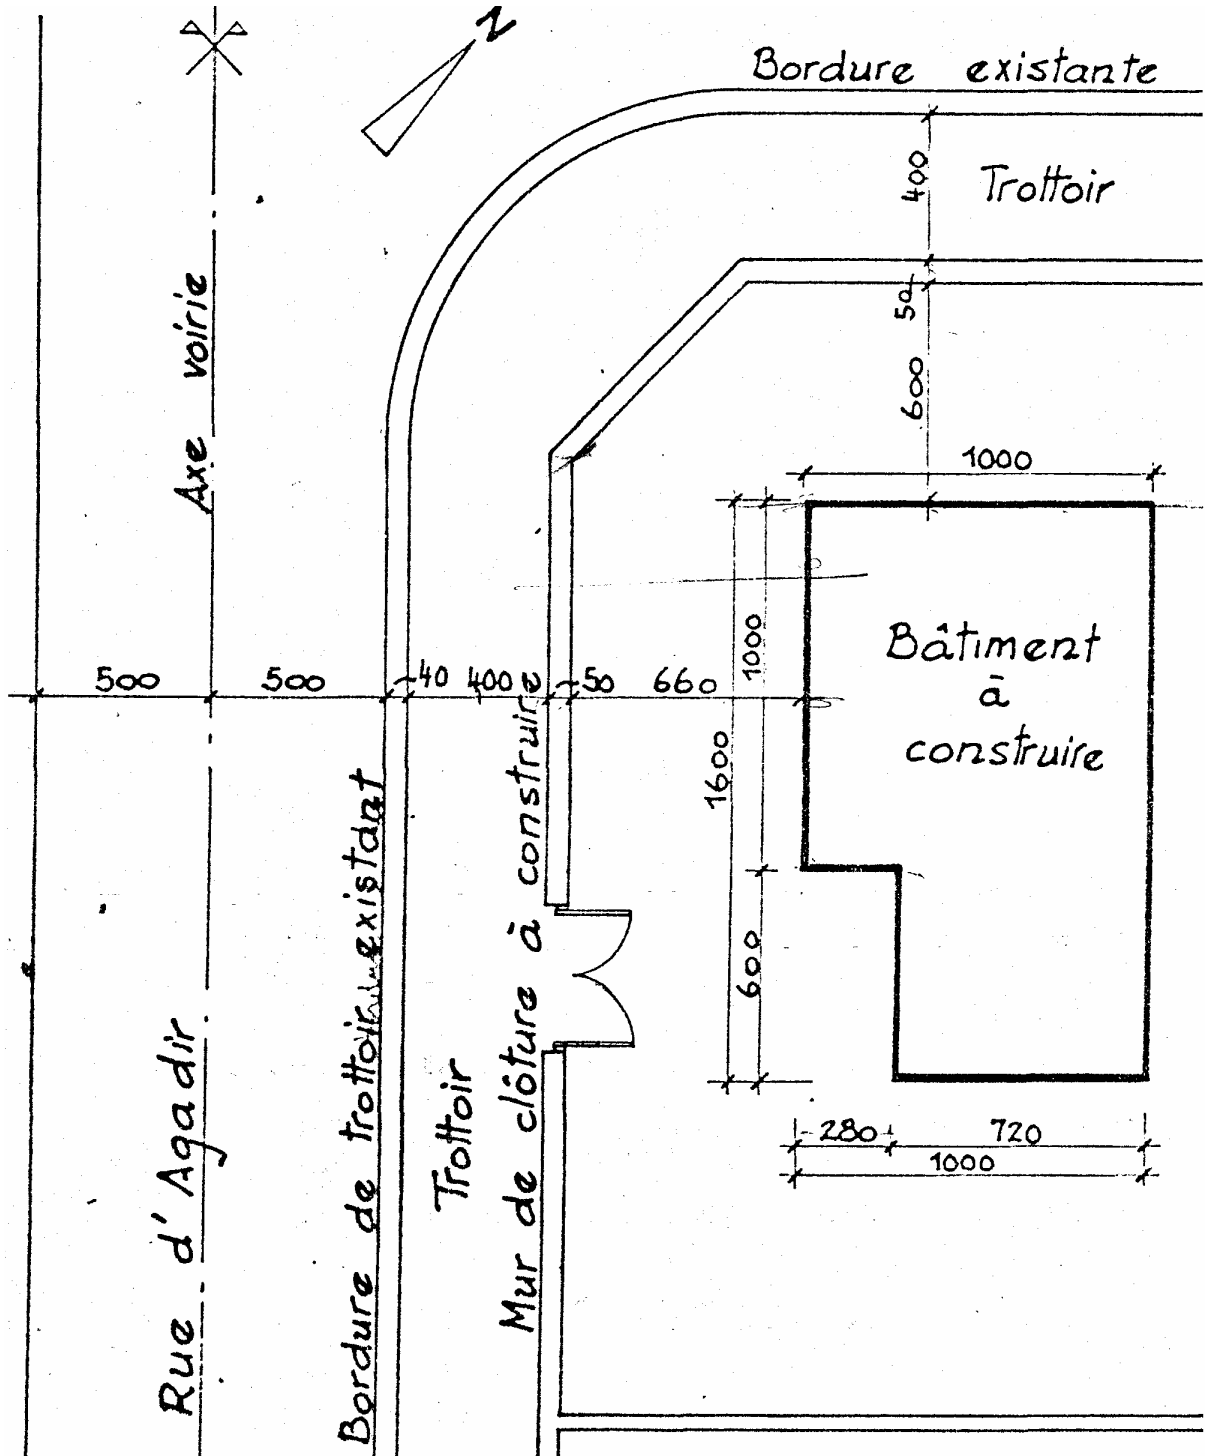 N
Bordure existante
400
Trottoir
50
600
Axe voirie
1000
1000
Bâtiment
à
construire
500
500
40
400
50
660
1600
600
280
720
1000
Rue d'Agadir
Bordure de trottoir existant
Trottoir
Mur de clôture à construire